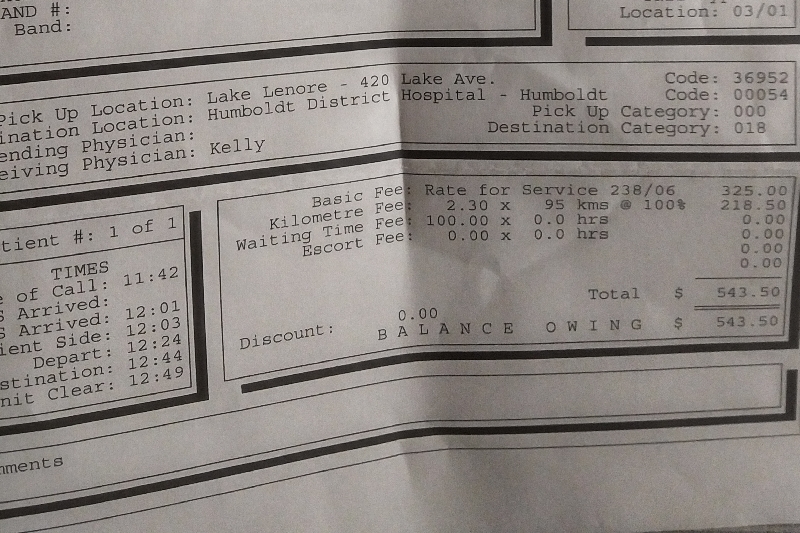 AND #:
Band:
Location: 03/01
Pick Up Location: Lake Lenore - 420 Lake Ave. Code: 36952
ination Location: Humboldt District Hospital - Humboldt Code: 00054
ending Physician: Pick Up Category: 000
eiving Physician: Kelly Destination Category: 018
tient #: 1 of 1
TIMES
e of Call: 11:42
s Arrived:
s Arrived: 12:01
ient Side: 12:03
Depart: 12:24
stination: 12:44
nit Clear: 12:49
Basic Fee: Rate for Service 238/06 325.00
Kilometre Fee: 2.30 x 95 kms @ 100% 218.50
Waiting Time Fee: 100.00 x 0.0 hrs 0.00
Escort Fee: 0.00 x 0.0 hrs 0.00
0.00
0.00
Total $ 543.50
Discount: 0.00
BALANCE OWING $ 543.50
mments